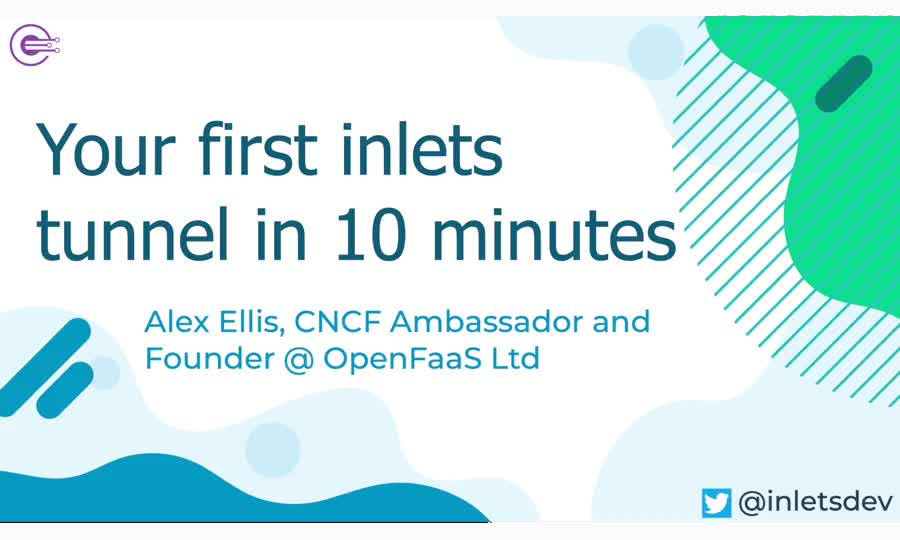 Your first inlets
tunnel in 10 minutes
Alex Ellis, CNCF Ambassador and
Founder @ OpenFaaS Ltd
@inletsdev